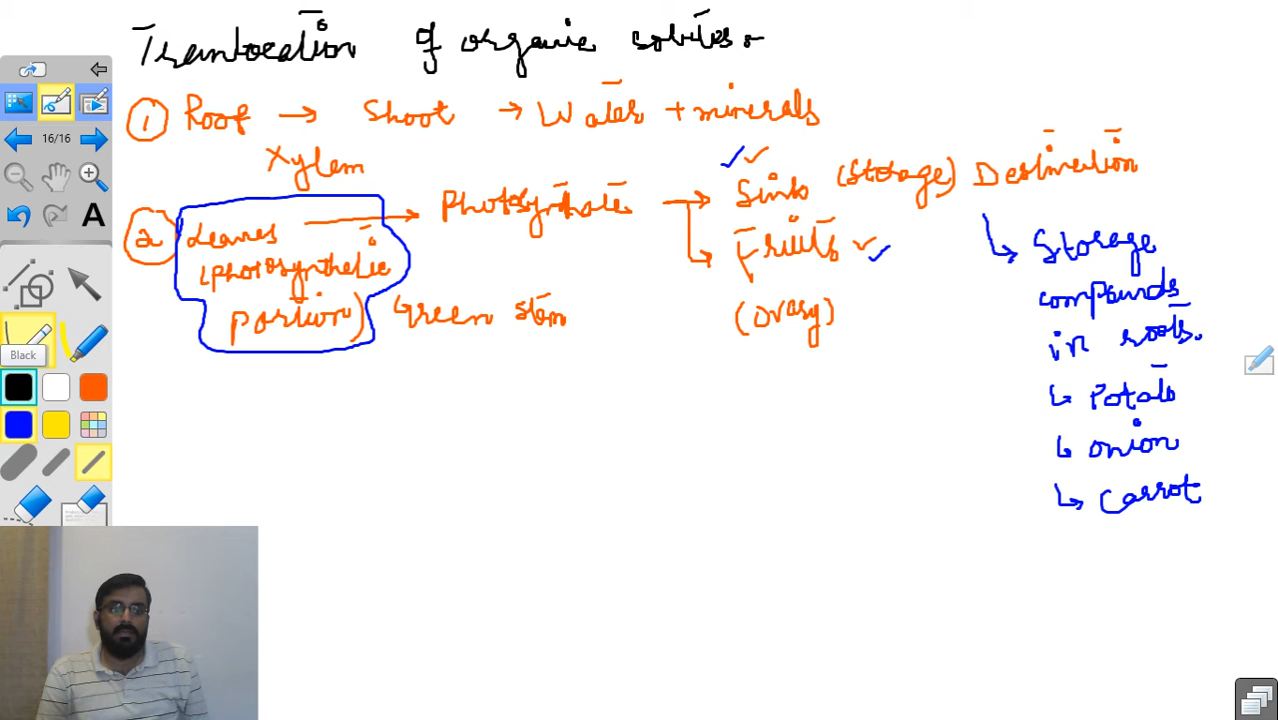 Translocation of organic solutes.
① Root → Shoot → Water + minerals
Xylem
② Leaves → Photosynthate → Sink (storage) Destination
(photosynthetic portion) Green stem
Fruits
(ovary)
Storage
compounds
in roots.
Potato
onion
Carrot
16/16
A
Black